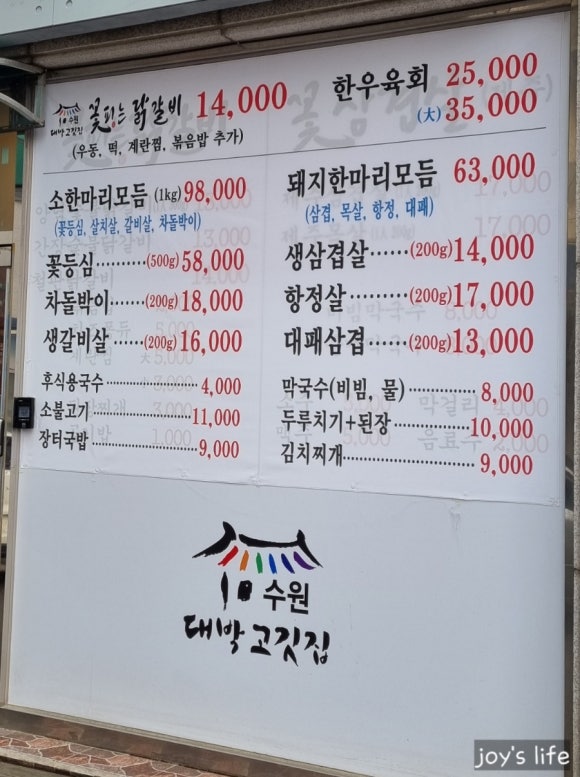 수원
대박고깃집
꽃피는 닭갈비 14,000
(우동, 떡, 계란찜, 볶음밥 추가)
한우육회 25,000
(大) 35,000
소한마리모듬 (1kg) 98,000
(꽃등심, 살치살, 갈비살, 차돌박이)
꽃등심..........(500g) 58,000
차돌박이......(200g) 18,000
생갈비살......(200g) 16,000
후식용국수 4,000
소불고기 11,000
장터국밥 9,000
돼지한마리모듬 63,000
(삼겹, 목살, 항정, 대패)
생삼겹살......(200g) 14,000
항정살..........(200g) 17,000
대패삼겹......(200g) 13,000
막국수(비빔, 물) 8,000
두루치기+된장 10,000
김치찌개 9,000
수원
대박고깃집
joy's life